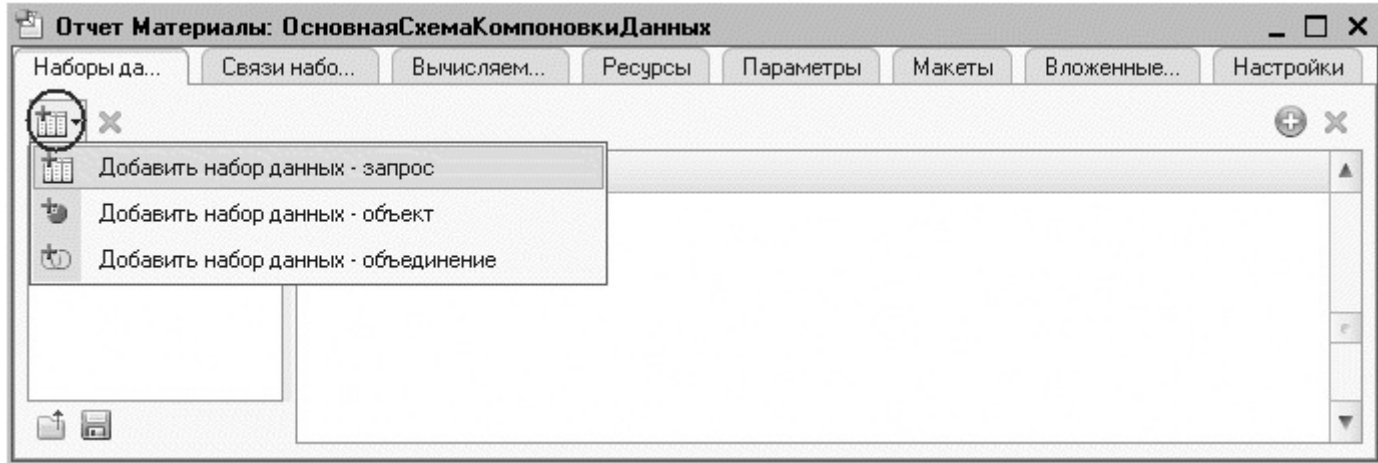 Отчет Материалы: ОсновнаяСхемаКомпоновкиДанных
Наборы да... Связи набо... Вычисляем... Ресурсы Параметры Макеты Вложенные... Настройки
Добавить набор данных - запрос
Добавить набор данных - объект
Добавить набор данных - объединение